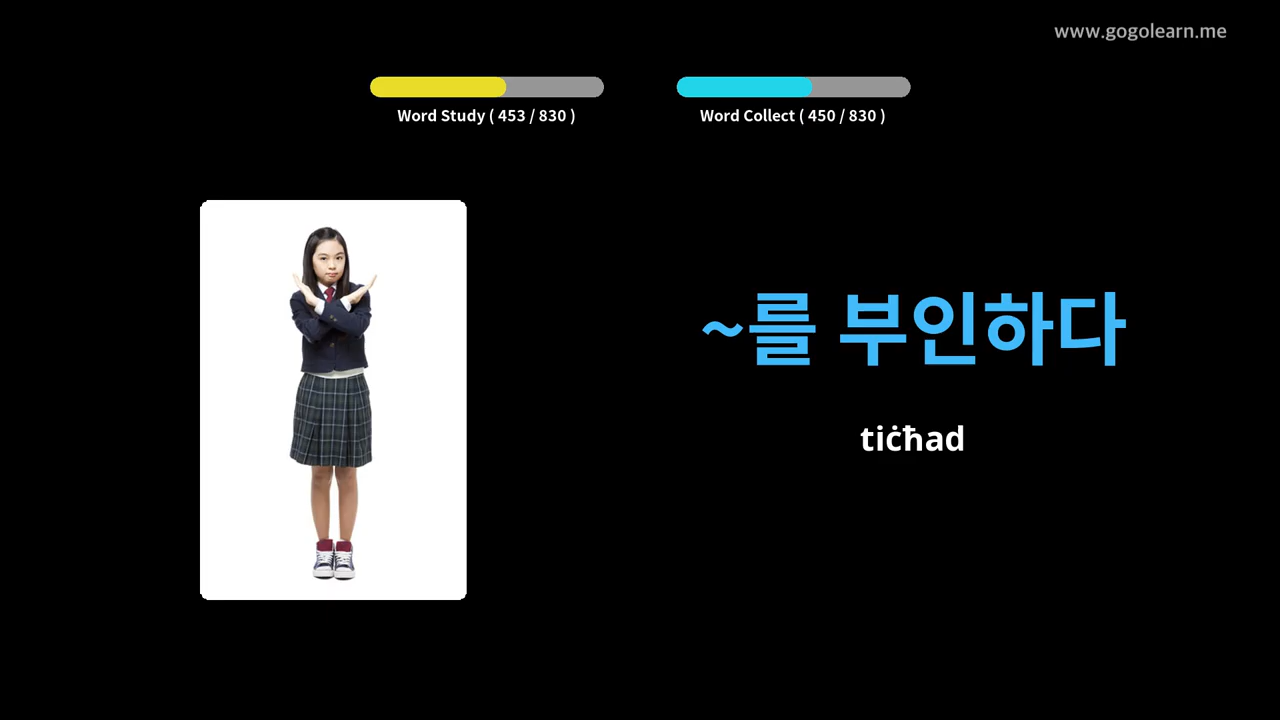 www.gogolearn.me
Word Study ( 453 / 830 )
Word Collect ( 450 / 830 )
~를 부인하다
tiċħad